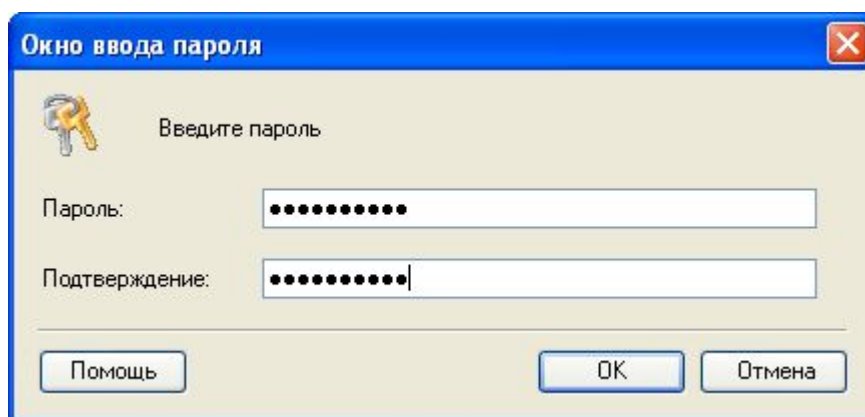 Окно ввода пароля
Введите пароль
Пароль: ••••••••••
Подтверждение: ••••••••••
Помощь OK Отмена